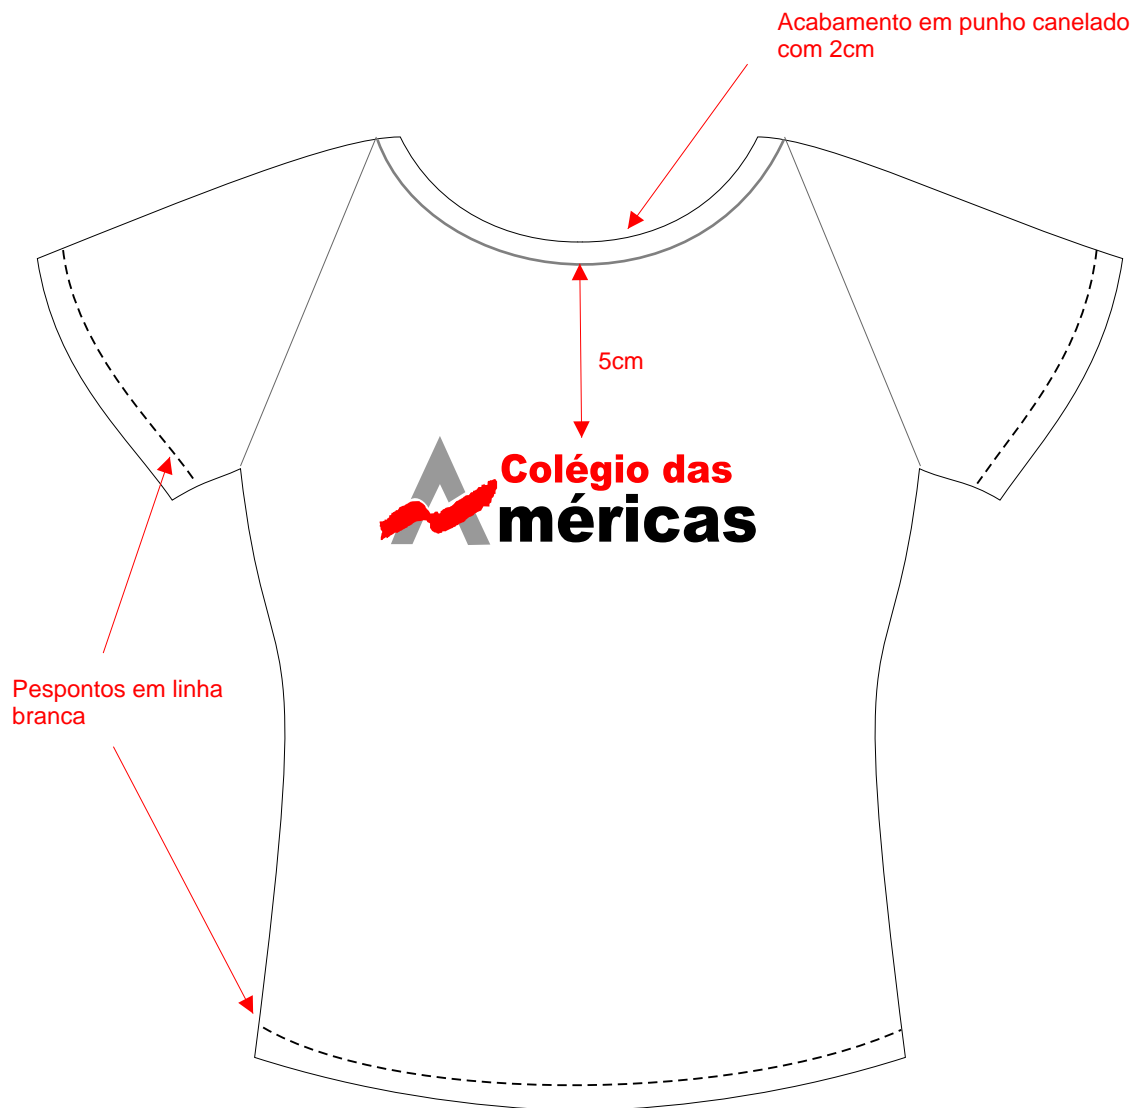 Acabamento em punho canelado
com 2cm
5cm
Colégio das
méricas
Pespontos em linha
branca